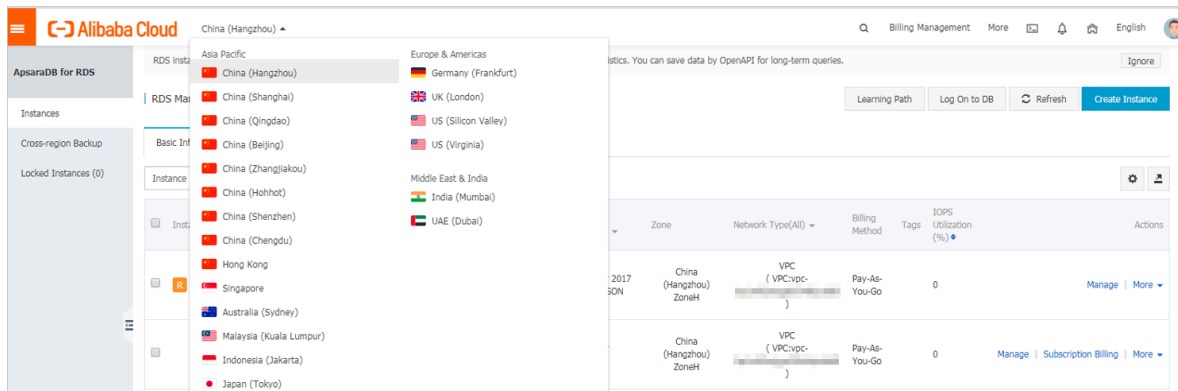 Alibaba Cloud
China (Hangzhou)
Billing Management
More
English
ApsaraDB for RDS
Instances
Cross-region Backup
Locked Instances (0)
RDS insta
istics. You can save data by OpenAPI for long-term queries.
Ignore
RDS Mar
Learning Path
Log On to DB
Refresh
Create Instance
Basic Inf
Instance
Asia Pacific
China (Hangzhou)
China (Shanghai)
China (Qingdao)
China (Beijing)
China (Zhangjiakou)
China (Hohhot)
China (Shenzhen)
China (Chengdu)
Hong Kong
Singapore
Australia (Sydney)
Malaysia (Kuala Lumpur)
Indonesia (Jakarta)
Japan (Tokyo)
Europe & Americas
Germany (Frankfurt)
UK (London)
US (Silicon Valley)
US (Virginia)
Middle East & India
India (Mumbai)
UAE (Dubai)
Insta
Zone
Network Type(All)
Billing
Method
Tags
IOPS
Utilization
(%)
Actions
R
2017
SON
China
(Hangzhou)
ZoneH
VPC
( VPC:vpc-
)
Pay-As-
You-Go
0
Manage | More
China
(Hangzhou)
ZoneH
VPC
( VPC:vpc-
)
Pay-As-
You-Go
0
Manage | Subscription Billing | More